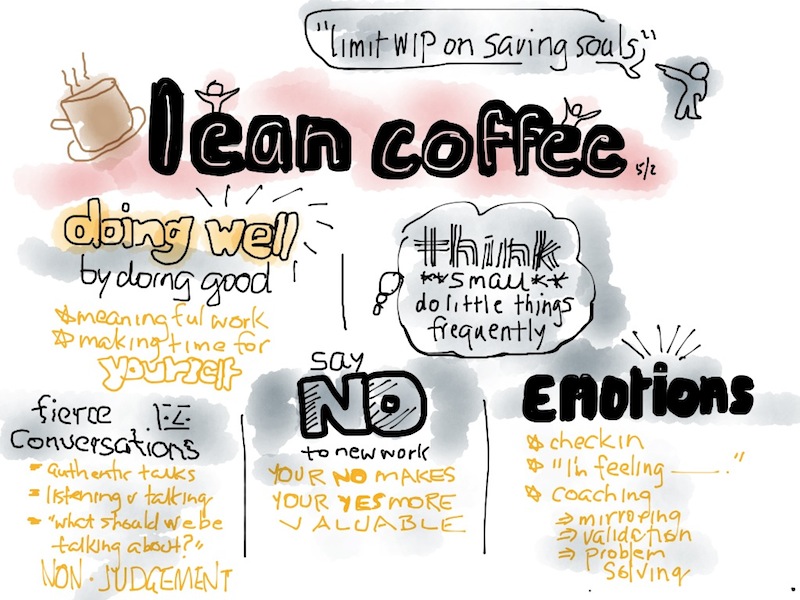 "limit WIP on saving souls"
lean coffee 5/2
doing well
by doing good
meaningful work
making time for
yourself
think
**small**
do little things
frequently
fierce
Conversations
authentic talks
listening v talking
"what should we be
talking about?"
NON-JUDGEMENT
say
NO
to new work
YOUR NO MAKES
YOUR YES MORE
VALUABLE
EMOTIONS
checkin
"I'm feeling ____."
coaching
⇒ mirroring
⇒ validation
⇒ problem
solving